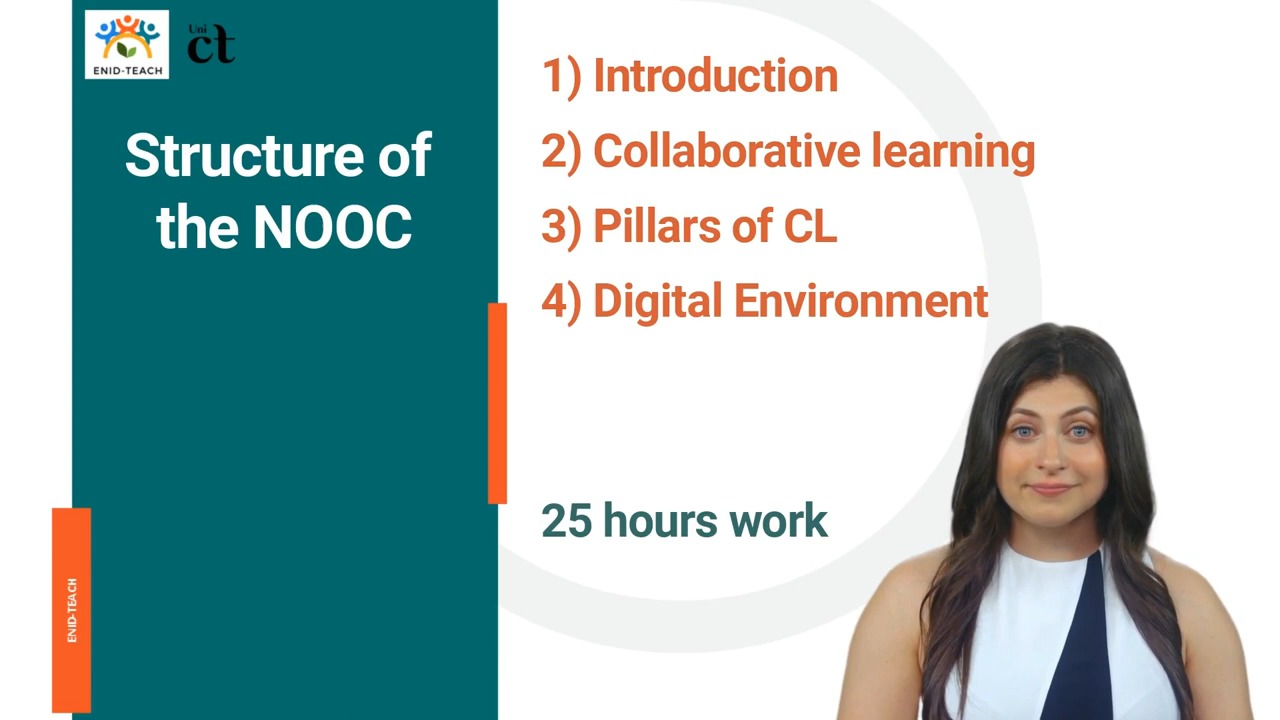 ENID-TEACH
Uni
ct
Structure of
the NOOC
1) Introduction
2) Collaborative learning
3) Pillars of CL
4) Digital Environment
25 hours work
ENID-TEACH